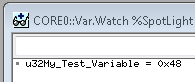 CORE0::Var.Watch %SpotLight
u32My_Test_Variable = 0x48